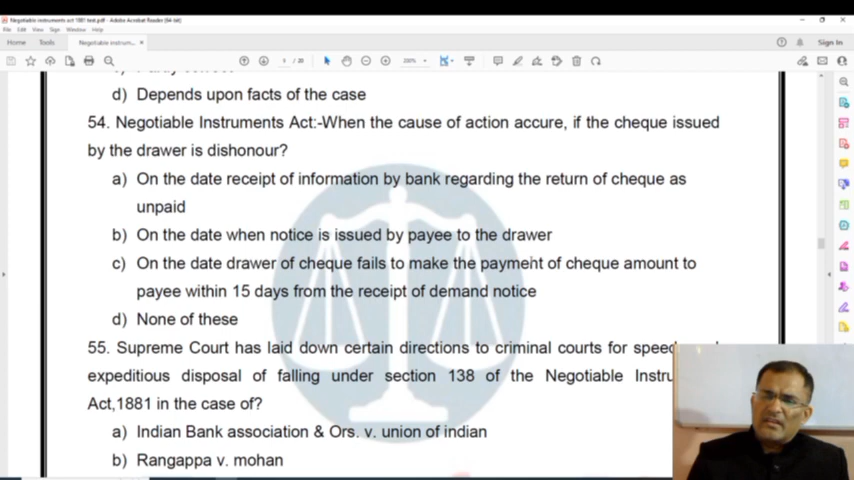 Negotiable instruments act 1881 test.pdf - Adobe Acrobat Reader (64-bit)
File Edit View Sign Window Help
Home Tools Negotiable instrum... ×
Sign In
200%
d) Depends upon facts of the case
54. Negotiable Instruments Act:-When the cause of action accure, if the cheque issued
by the drawer is dishonour?
a) On the date receipt of information by bank regarding the return of cheque as
unpaid
b) On the date when notice is issued by payee to the drawer
c) On the date drawer of cheque fails to make the payment of cheque amount to
payee within 15 days from the receipt of demand notice
d) None of these
55. Supreme Court has laid down certain directions to criminal courts for
expeditious disposal of falling under section 138 of the Negotiable
Act,1881 in the case of?
a) Indian Bank association & Ors. v. union of indian
b) Rangappa v. mohan